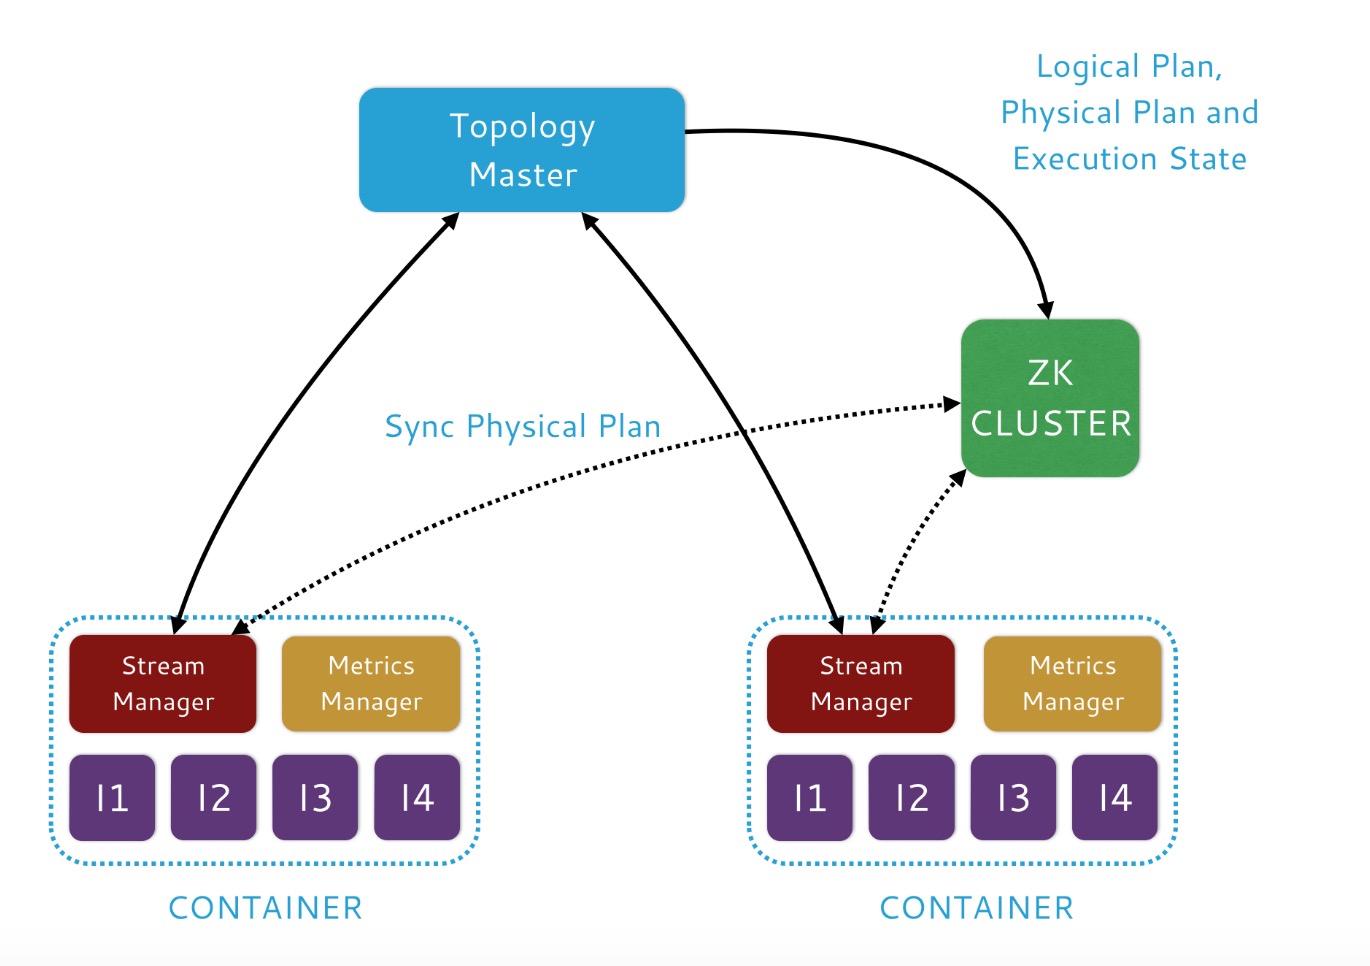 Logical Plan,
Physical Plan and
Execution State
Topology
Master
ZK
CLUSTER
Sync Physical Plan
Stream
Manager
Metrics
Manager
I1
I2
I3
I4
CONTAINER
Stream
Manager
Metrics
Manager
I1
I2
I3
I4
CONTAINER